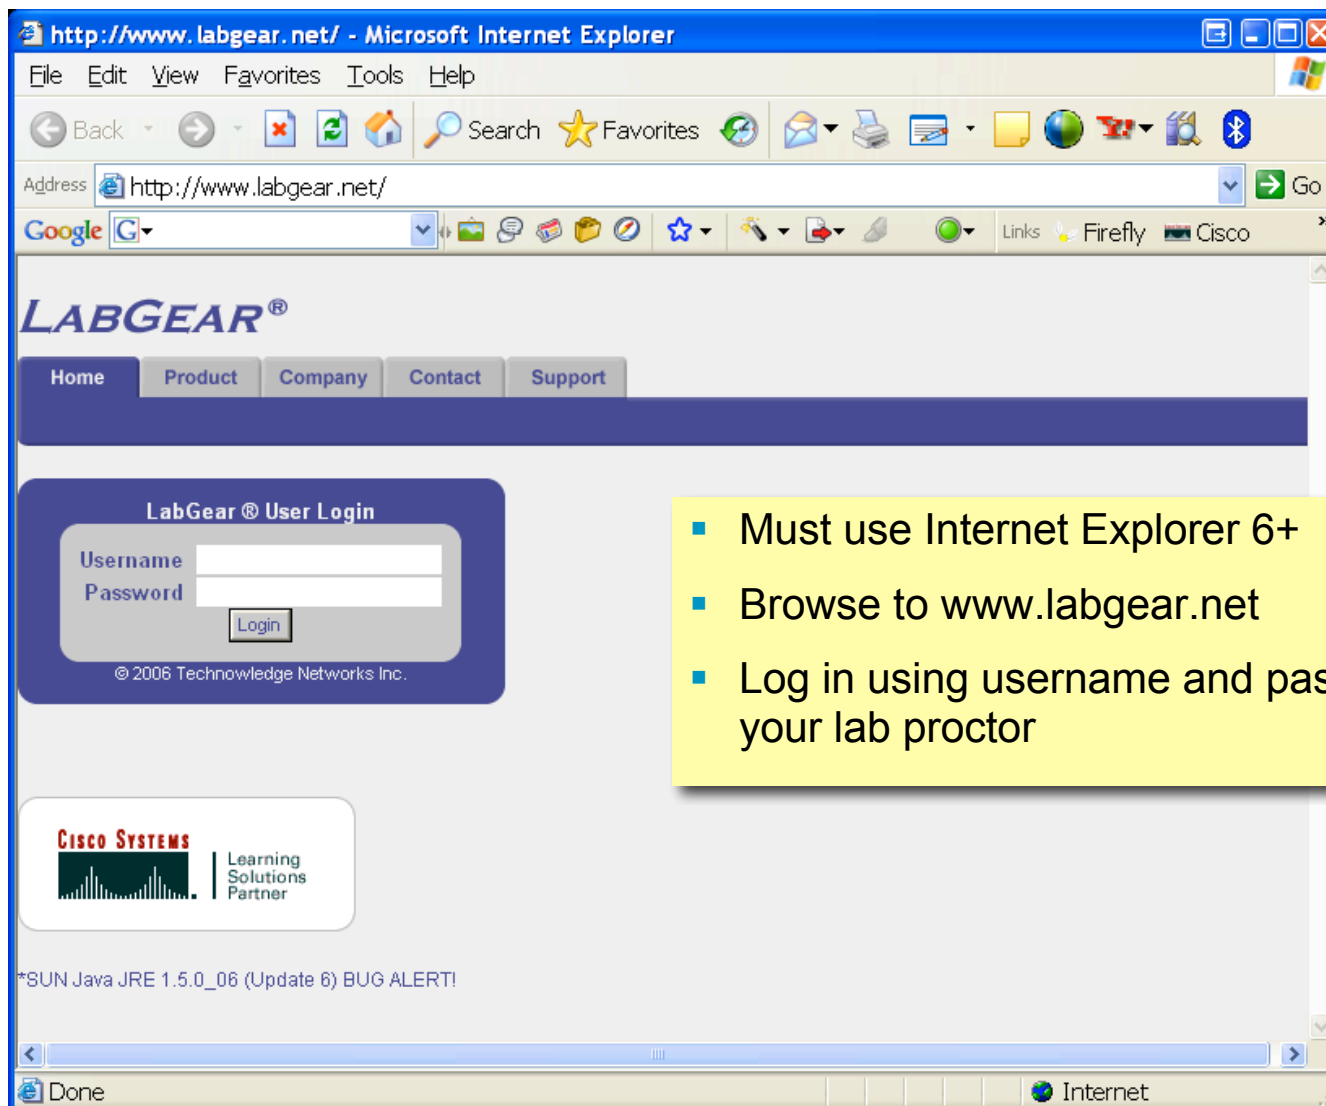 http://www.labgear.net/ - Microsoft Internet Explorer
File Edit View Favorites Tools Help
Back Search Favorites
Address http://www.labgear.net/ Go
Google G Links Firefly Cisco »
LABGEAR®
Home Product Company Contact Support
LabGear ® User Login
Username
Password
Login
© 2006 Technowledge Networks Inc.
▪ Must use Internet Explorer 6+
▪ Browse to www.labgear.net
▪ Log in using username and pas
your lab proctor
CISCO SYSTEMS
Learning
Solutions
Partner
*SUN Java JRE 1.5.0_06 (Update 6) BUG ALERT!
Done Internet